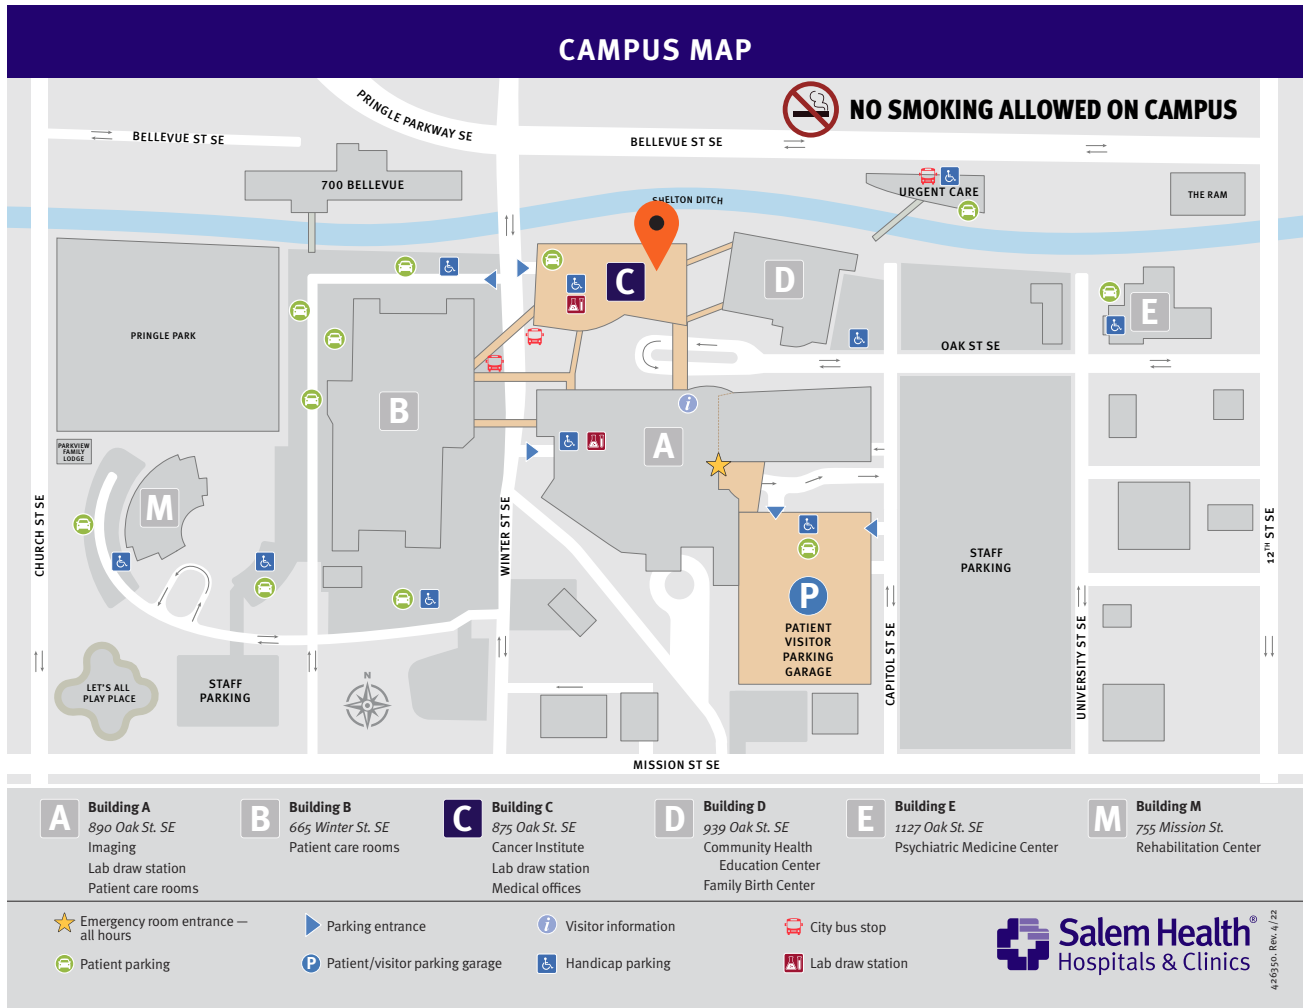 CAMPUS MAP
NO SMOKING ALLOWED ON CAMPUS
PRINGLE PARKWAY SE
BELLEVUE ST SE
BELLEVUE ST SE
700 BELLEVUE
SHELTON DITCH
URGENT CARE
THE RAM
C
D
E
PRINGLE PARK
OAK ST SE
B
i
A
PARKVIEW
FAMILY
LODGE
M
CHURCH ST SE
WINTER ST SE
12TH ST SE
STAFF
PARKING
P
PATIENT
VISITOR
PARKING
GARAGE
CAPITOL ST SE
UNIVERSITY ST SE
LET'S ALL
PLAY PLACE
STAFF
PARKING
N
MISSION ST SE
A
Building A
890 Oak St. SE
Imaging
Lab draw station
Patient care rooms
B
Building B
665 Winter St. SE
Patient care rooms
C
Building C
875 Oak St. SE
Cancer Institute
Lab draw station
Medical offices
D
Building D
939 Oak St. SE
Community Health
Education Center
Family Birth Center
E
Building E
1127 Oak St. SE
Psychiatric Medicine Center
M
Building M
755 Mission St.
Rehabilitation Center
Emergency room entrance —
all hours
Patient parking
Parking entrance
P Patient/visitor parking garage
i Visitor information
Handicap parking
City bus stop
Lab draw station
Salem Health®
Hospitals & Clinics
426350. Rev. 4/22